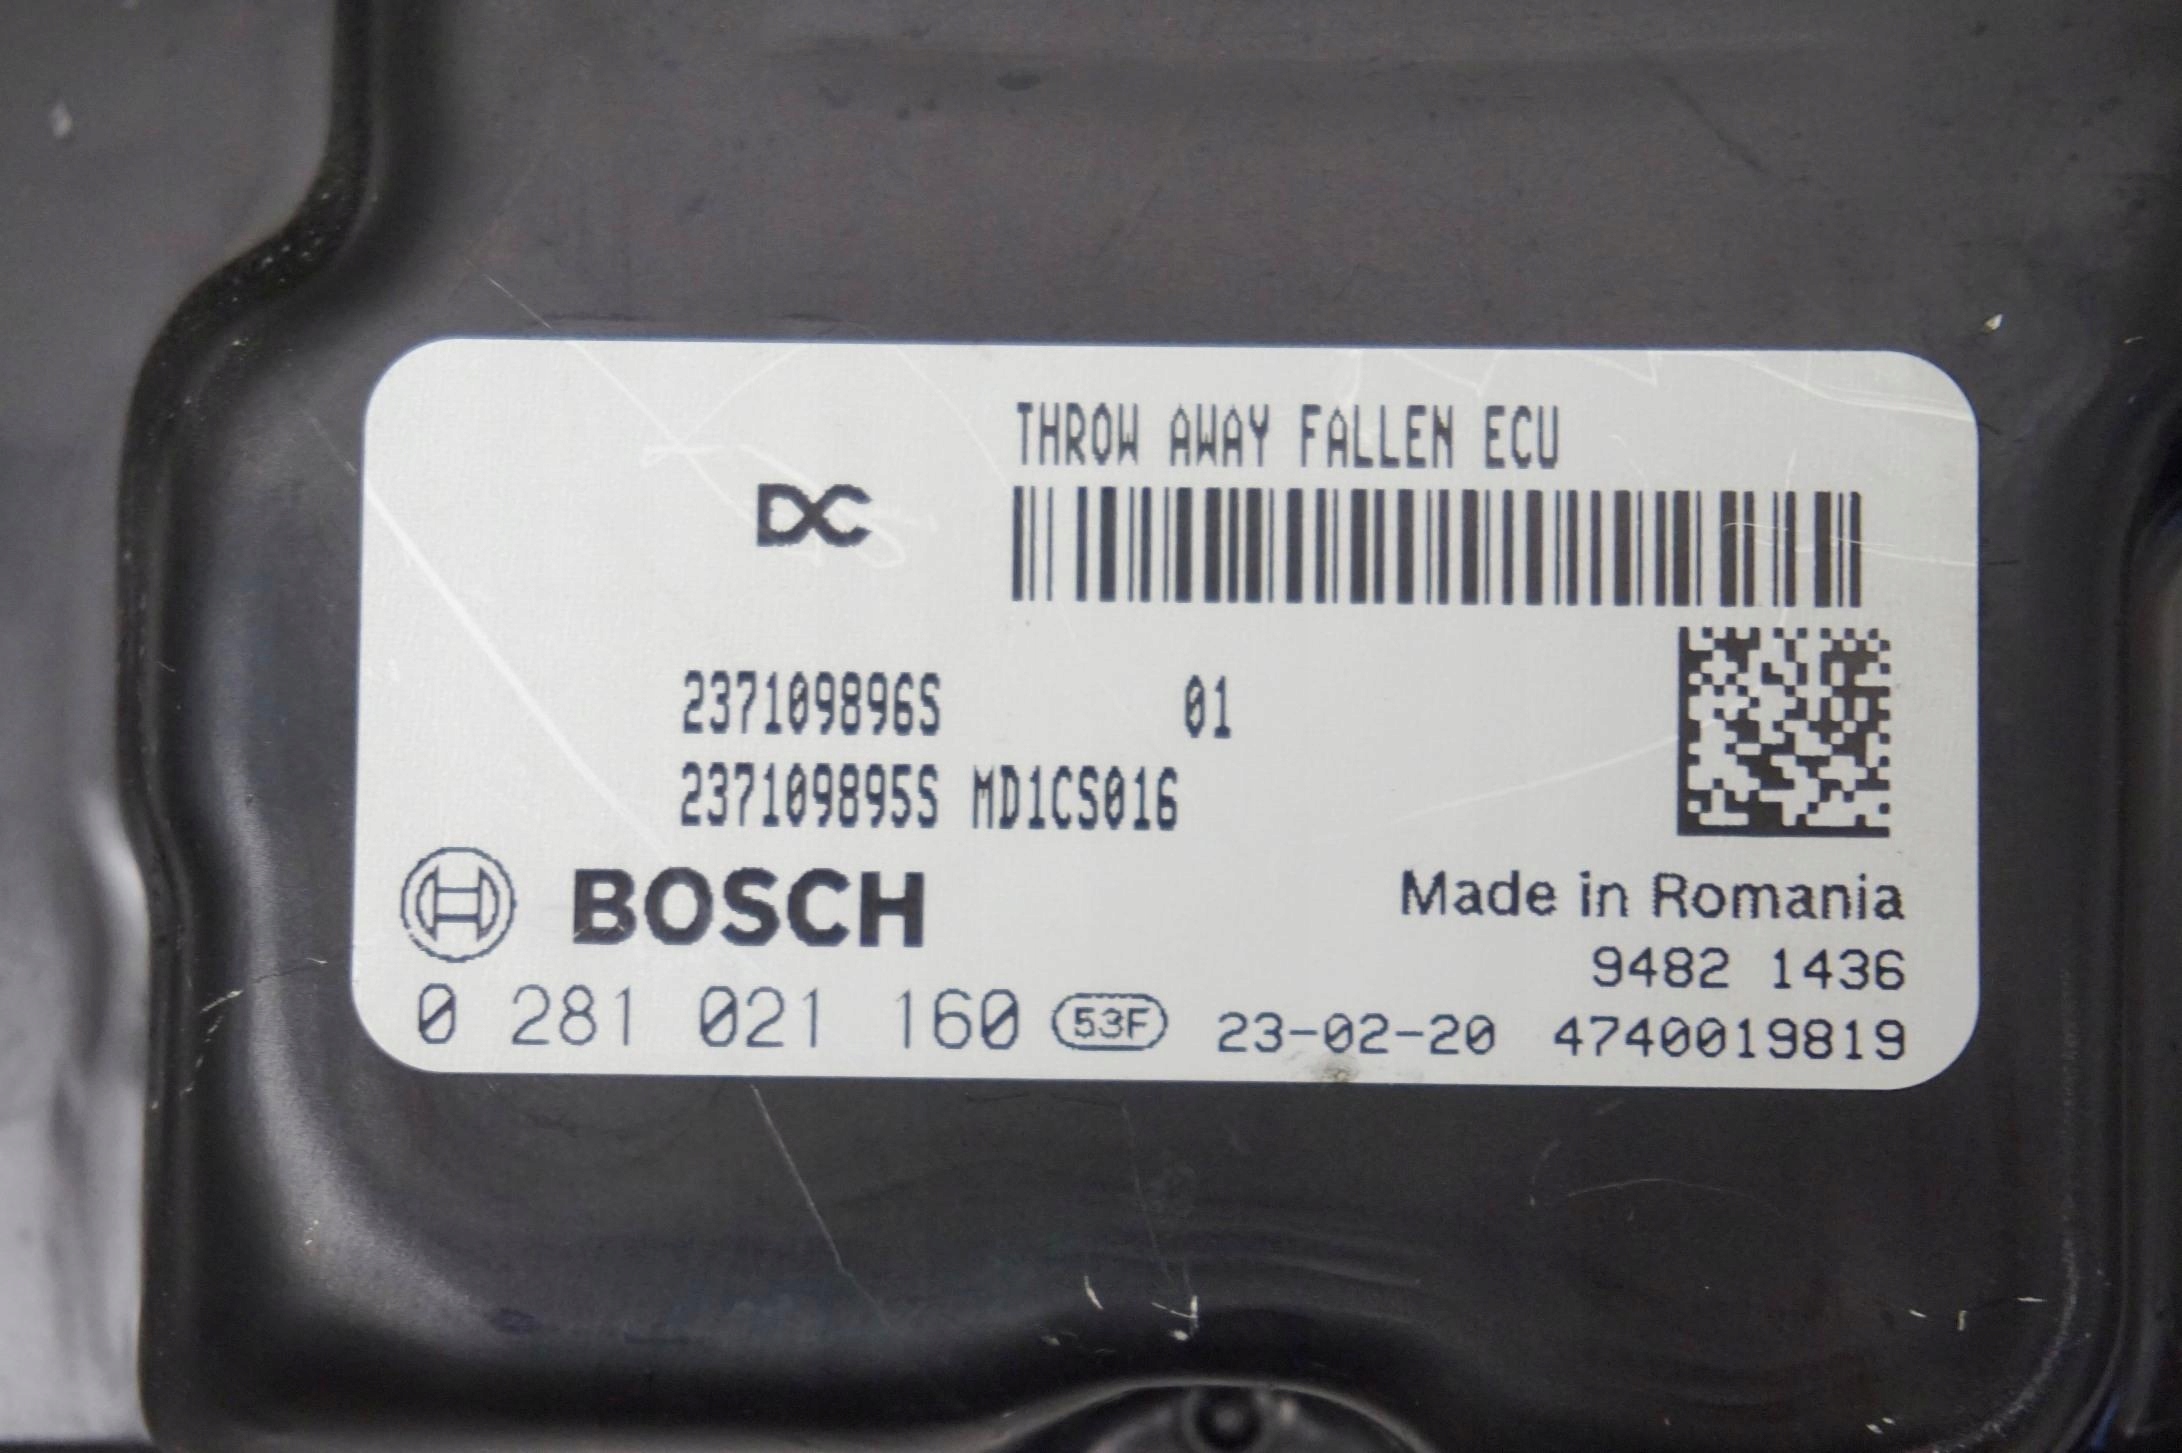 THROW AWAY FALLEN ECU
DC
237109896S 01
237109895S MD1CS016
BOSCH
Made in Romania
9482 1436
0 281 021 160 53F 23-02-20 4740019819